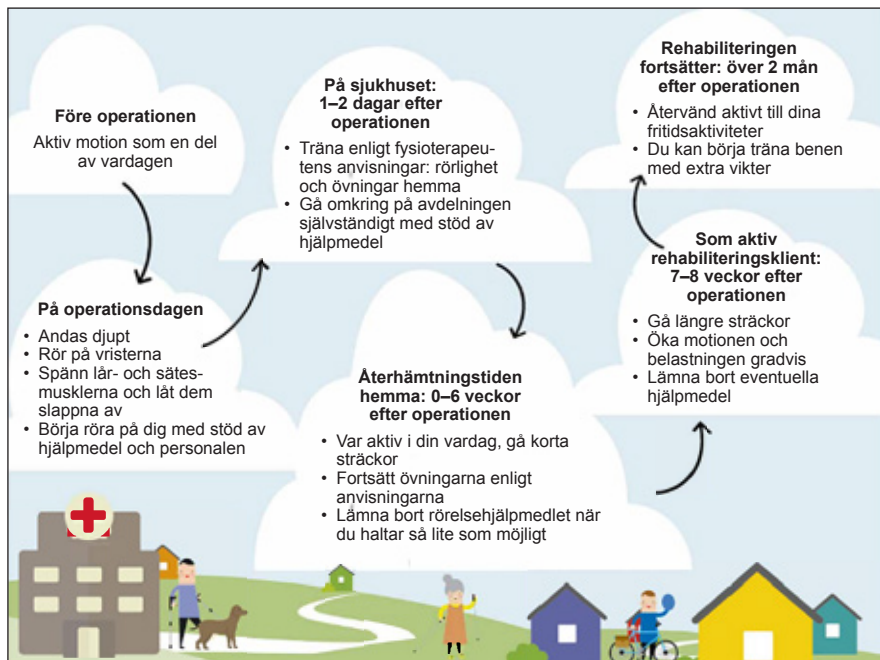 Före operationen
Aktiv motion som en del
av vardagen
På operationsdagen
• Andas djupt
• Rör på vristerna
• Spänn lår- och sätes-
musklerna och låt dem
slappna av
• Börja röra på dig med stöd av
hjälpmedel och personalen
På sjukhuset:
1–2 dagar efter
operationen
• Träna enligt fysioterapeu-
tens anvisningar: rörlighet
och övningar hemma
• Gå omkring på avdelningen
självständigt med stöd av
hjälpmedel
Återhämtningstiden
hemma: 0–6 veckor
efter operationen
• Var aktiv i din vardag, gå korta
sträckor
• Fortsätt övningarna enligt
anvisningarna
• Lämna bort rörelsehjälpmedlet när
du haltar så lite som möjligt
Som aktiv
rehabiliteringsklient:
7–8 veckor efter
operationen
• Gå längre sträckor
• Öka motionen och
belastningen gradvis
• Lämna bort eventuella
hjälpmedel
Rehabiliteringen
fortsätter: över 2 mån
efter operationen
• Återvänd aktivt till dina
fritidsaktiviteter
• Du kan börja träna benen
med extra vikter